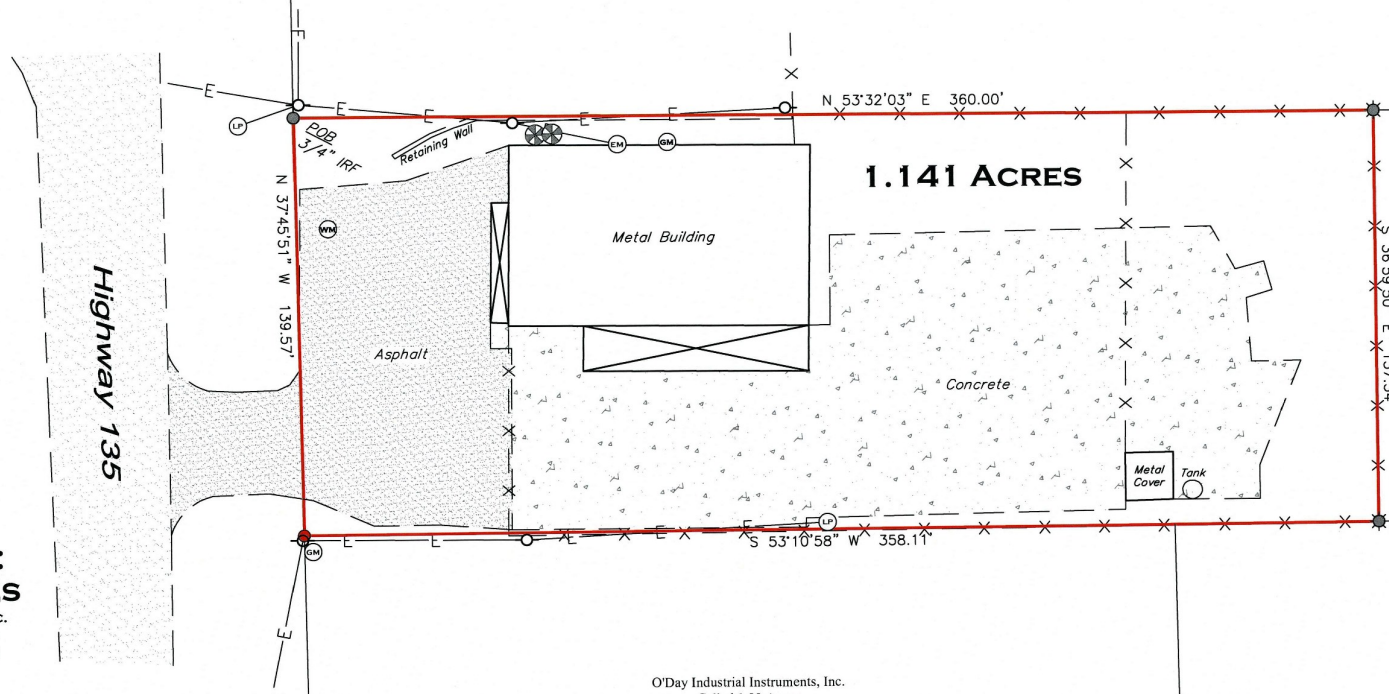 E
E
E
E
E
E
LP
N 53°32'03" E 360.00'
POB
3/4" IRF
Retaining Wall
EM
GM
1.141 ACRES
N 37°45'51" W 139.57'
WM
Metal Building
Highway 135
Asphalt
Concrete
Metal
Cover
Tank
LP
E
E
E
E
E
S 53°10'58" W 358.11'
GM
E
S
c.
O'Day Industrial Instruments, Inc.